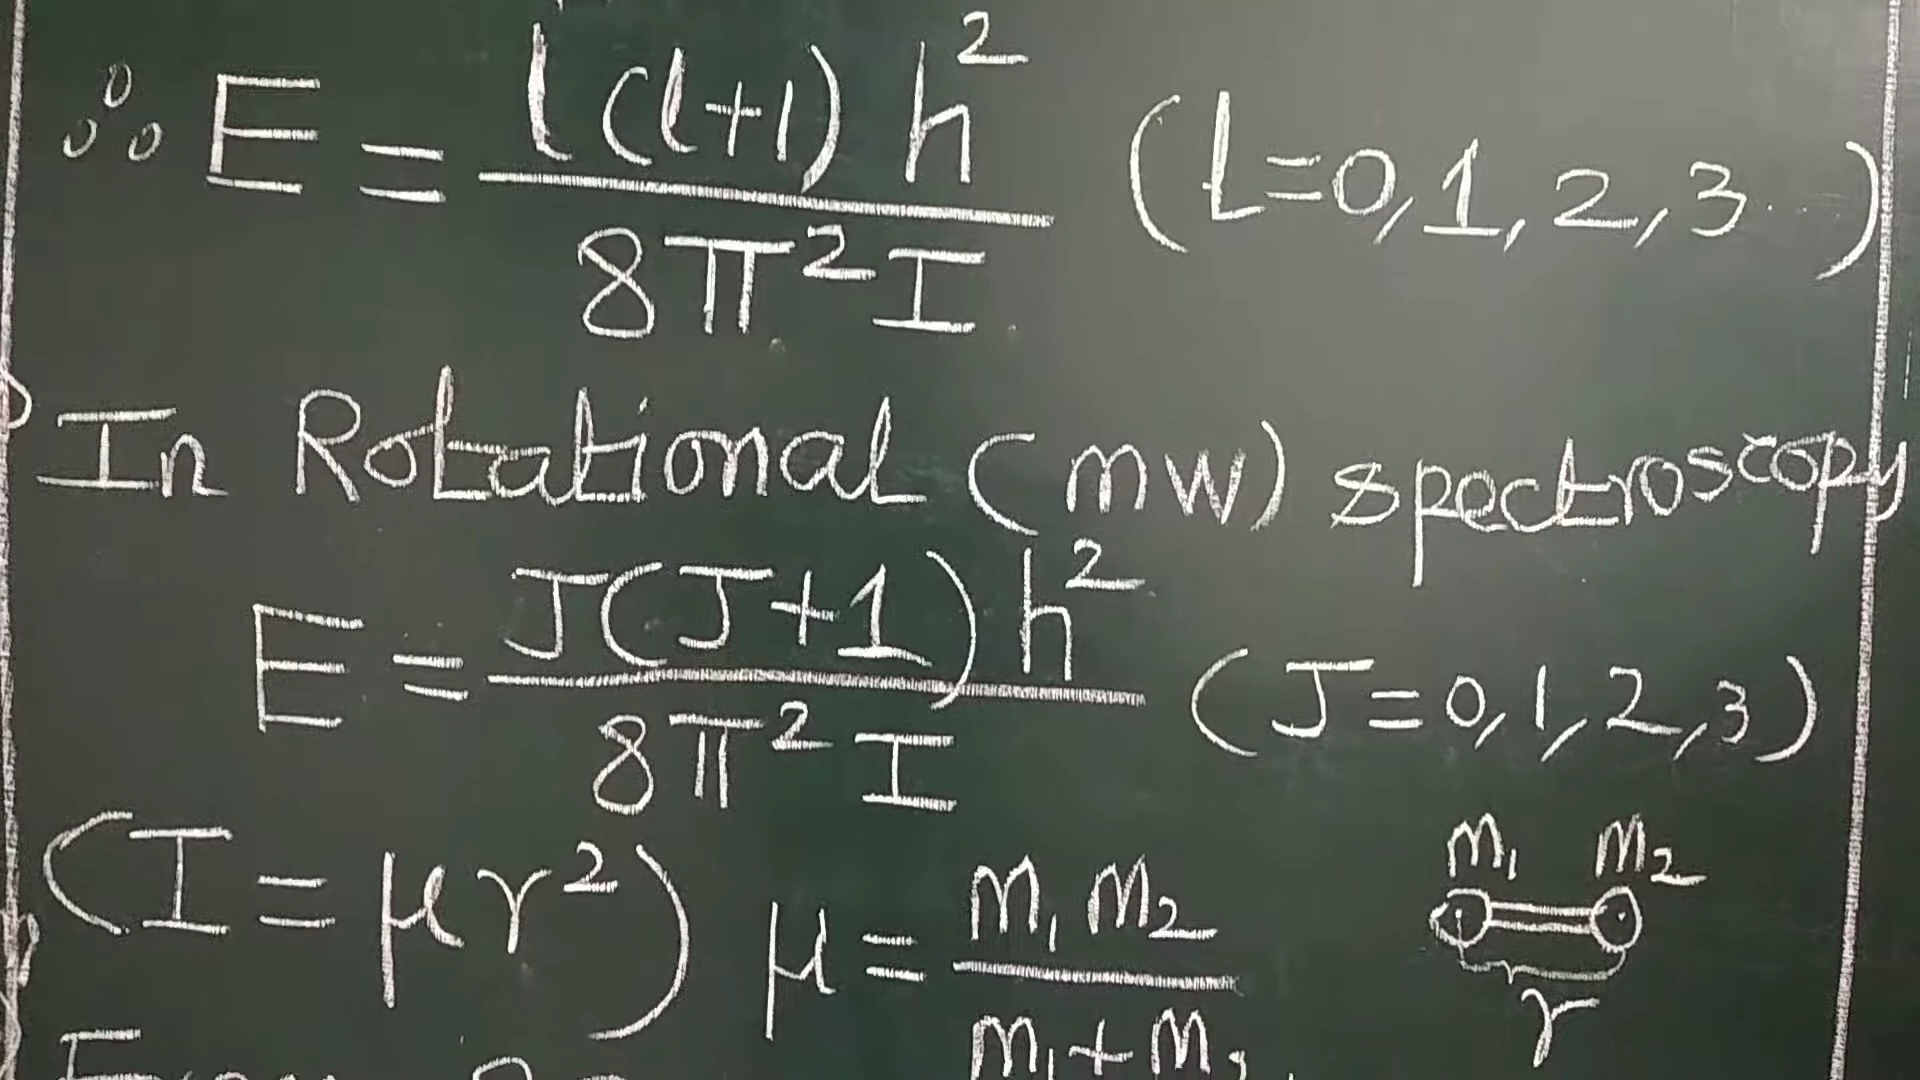 ∴ E = l(l+1) h² / 8π² I (l=0,1,2,3...)
In Rotational (mw) spectroscopy
E = J(J+1) h² / 8π² I (J=0,1,2,3)
(I = μr²) μ = m₁ m₂ / m₁ + m₂
m₁ m₂
r